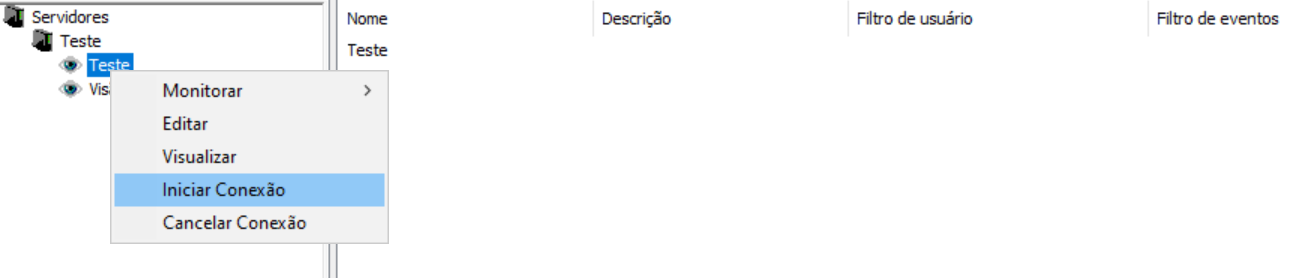 Servidores
Teste
Teste
Vis
Nome Descrição Filtro de usuário Filtro de eventos
Teste
Monitorar
Editar
Visualizar
Iniciar Conexão
Cancelar Conexão